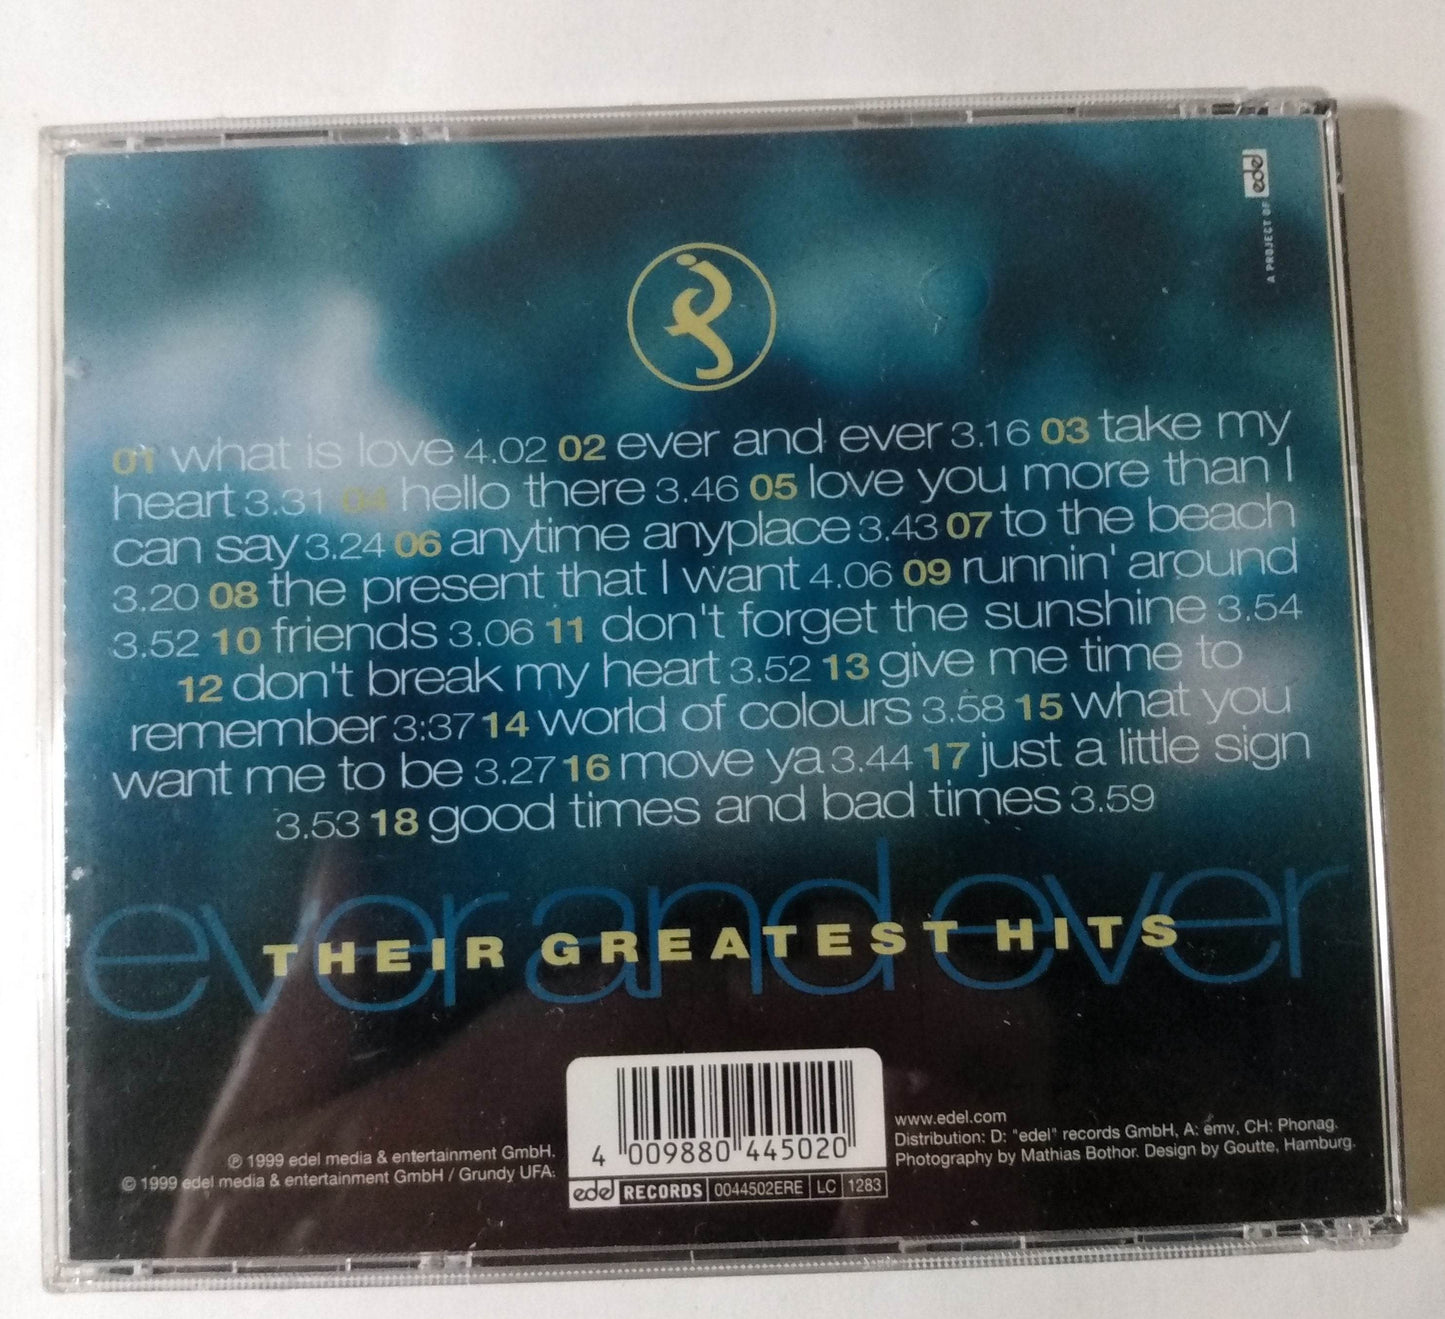 edel
A PROJECT OF
01 what is love 4.02 02 ever and ever 3.16 03 take my
heart 3.31 04 hello there 3.46 05 love you more than I
can say 3.24 06 anytime anyplace 3.43 07 to the beach
3.20 08 the present that I want 4.06 09 runnin' around
3.52 10 friends 3.06 11 don't forget the sunshine 3.54
12 don't break my heart 3.52 13 give me time to
remember 3:37 14 world of colours 3.58 15 what you
want me to be 3.27 16 move ya 3.44 17 just a little sign
3.53 18 good times and bad times 3.59
ever and ever
THEIR GREATEST HITS
℗ 1999 edel media & entertainment GmbH.
© 1999 edel media & entertainment GmbH / Grundy UFA.
4 009880 445020
edel RECORDS 0044502ERE LC 1283
www.edel.com
Distribution: D: "edel" records GmbH, A: emv, CH: Phonag.
Photography by Mathias Bothor. Design by Goutte, Hamburg.